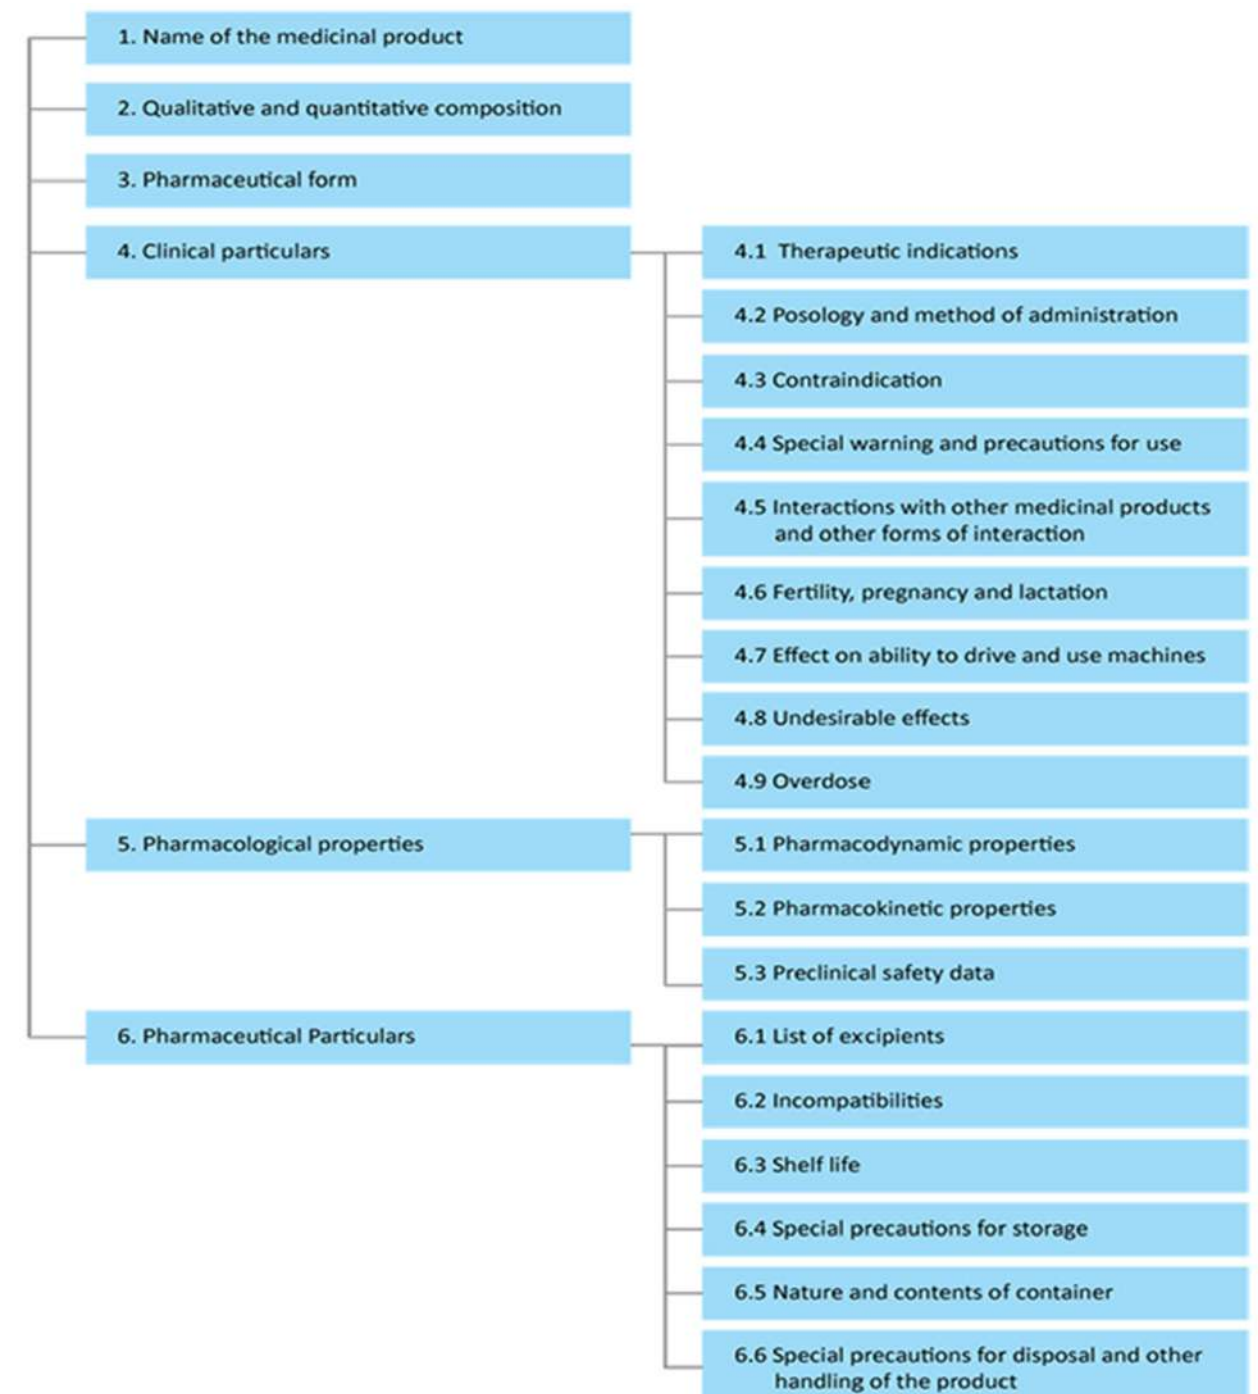 1. Name of the medicinal product
2. Qualitative and quantitative composition
3. Pharmaceutical form
4. Clinical particulars
4.1 Therapeutic indications
4.2 Posology and method of administration
4.3 Contraindication
4.4 Special warning and precautions for use
4.5 Interactions with other medicinal products
and other forms of interaction
4.6 Fertility, pregnancy and lactation
4.7 Effect on ability to drive and use machines
4.8 Undesirable effects
4.9 Overdose
5. Pharmacological properties
5.1 Pharmacodynamic properties
5.2 Pharmacokinetic properties
5.3 Preclinical safety data
6. Pharmaceutical Particulars
6.1 List of excipients
6.2 Incompatibilities
6.3 Shelf life
6.4 Special precautions for storage
6.5 Nature and contents of container
6.6 Special precautions for disposal and other
handling of the product